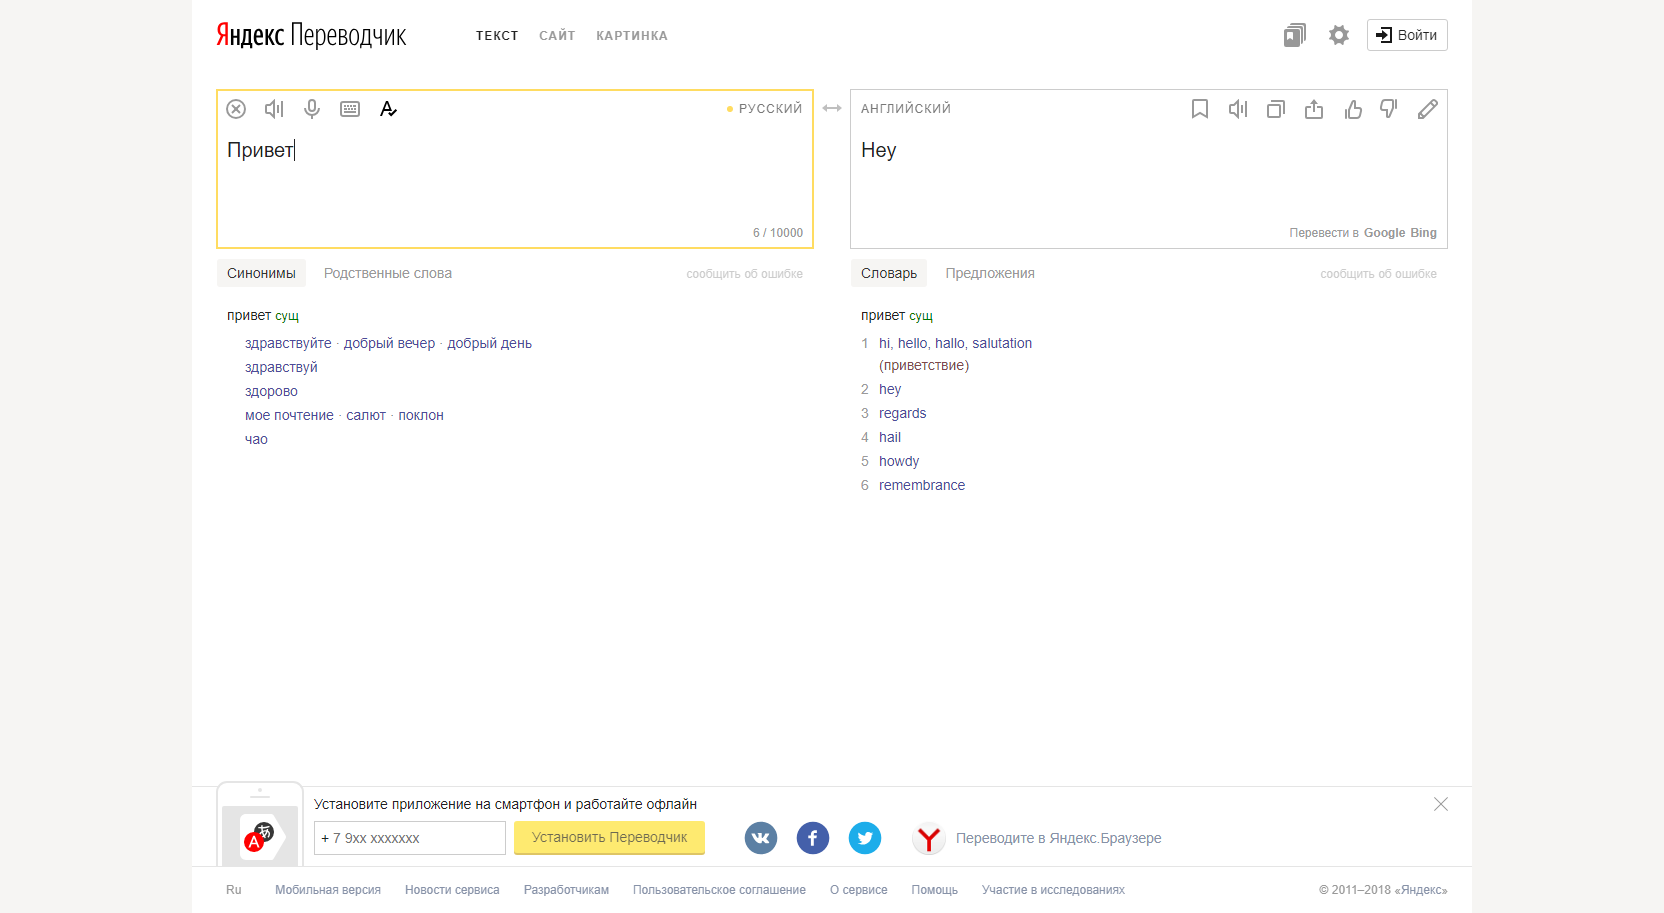 Яндекс Переводчик
ТЕКСТ САЙТ КАРТИНКА
Войти
РУССКИЙ
Привет
6 / 10000
АНГЛИЙСКИЙ
Hey
Перевести в Google Bing
Синонимы Родственные слова сообщить об ошибке
привет сущ
здравствуйте · добрый вечер · добрый день
здравствуй
здорово
мое почтение · салют · поклон
чао
Словарь Предложения сообщить об ошибке
привет сущ
1 hi, hello, hallo, salutation
(приветствие)
2 hey
3 regards
4 hail
5 howdy
6 remembrance
Установите приложение на смартфон и работайте офлайн
+ 7 9xx xxxxxxx Установить Переводчик Переводите в Яндекс.Браузере
Ru Мобильная версия Новости сервиса Разработчикам Пользовательское соглашение О сервисе Помощь Участие в исследованиях © 2011–2018 «Яндекс»